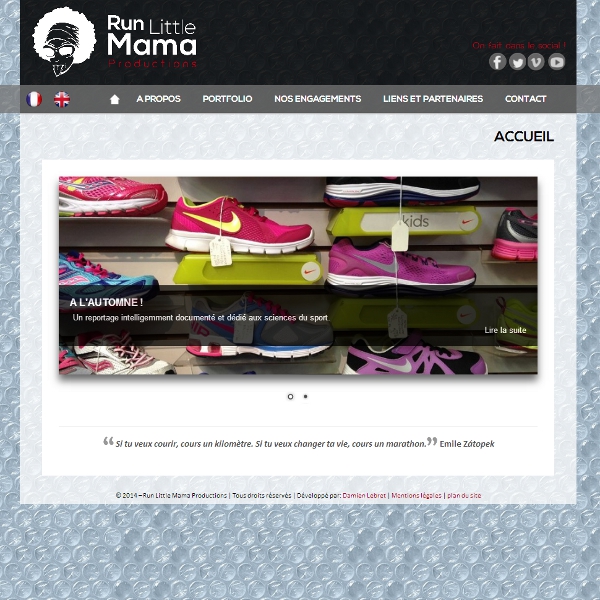 Run Little
Mama
Productions
On fait dans le social !
A PROPOS PORTFOLIO NOS ENGAGEMENTS LIENS ET PARTENAIRES CONTACT
ACCUEIL
kids
A L'AUTOMNE !
Un reportage intelligemment documenté et dédié aux sciences du sport.
Lire la suite
“ Si tu veux courir, cours un kilomètre. Si tu veux changer ta vie, cours un marathon.” Emile Zátopek
© 2014 – Run Little Mama Productions | Tous droits réservés | Développé par: Damien Lebret | Mentions légales | plan du site